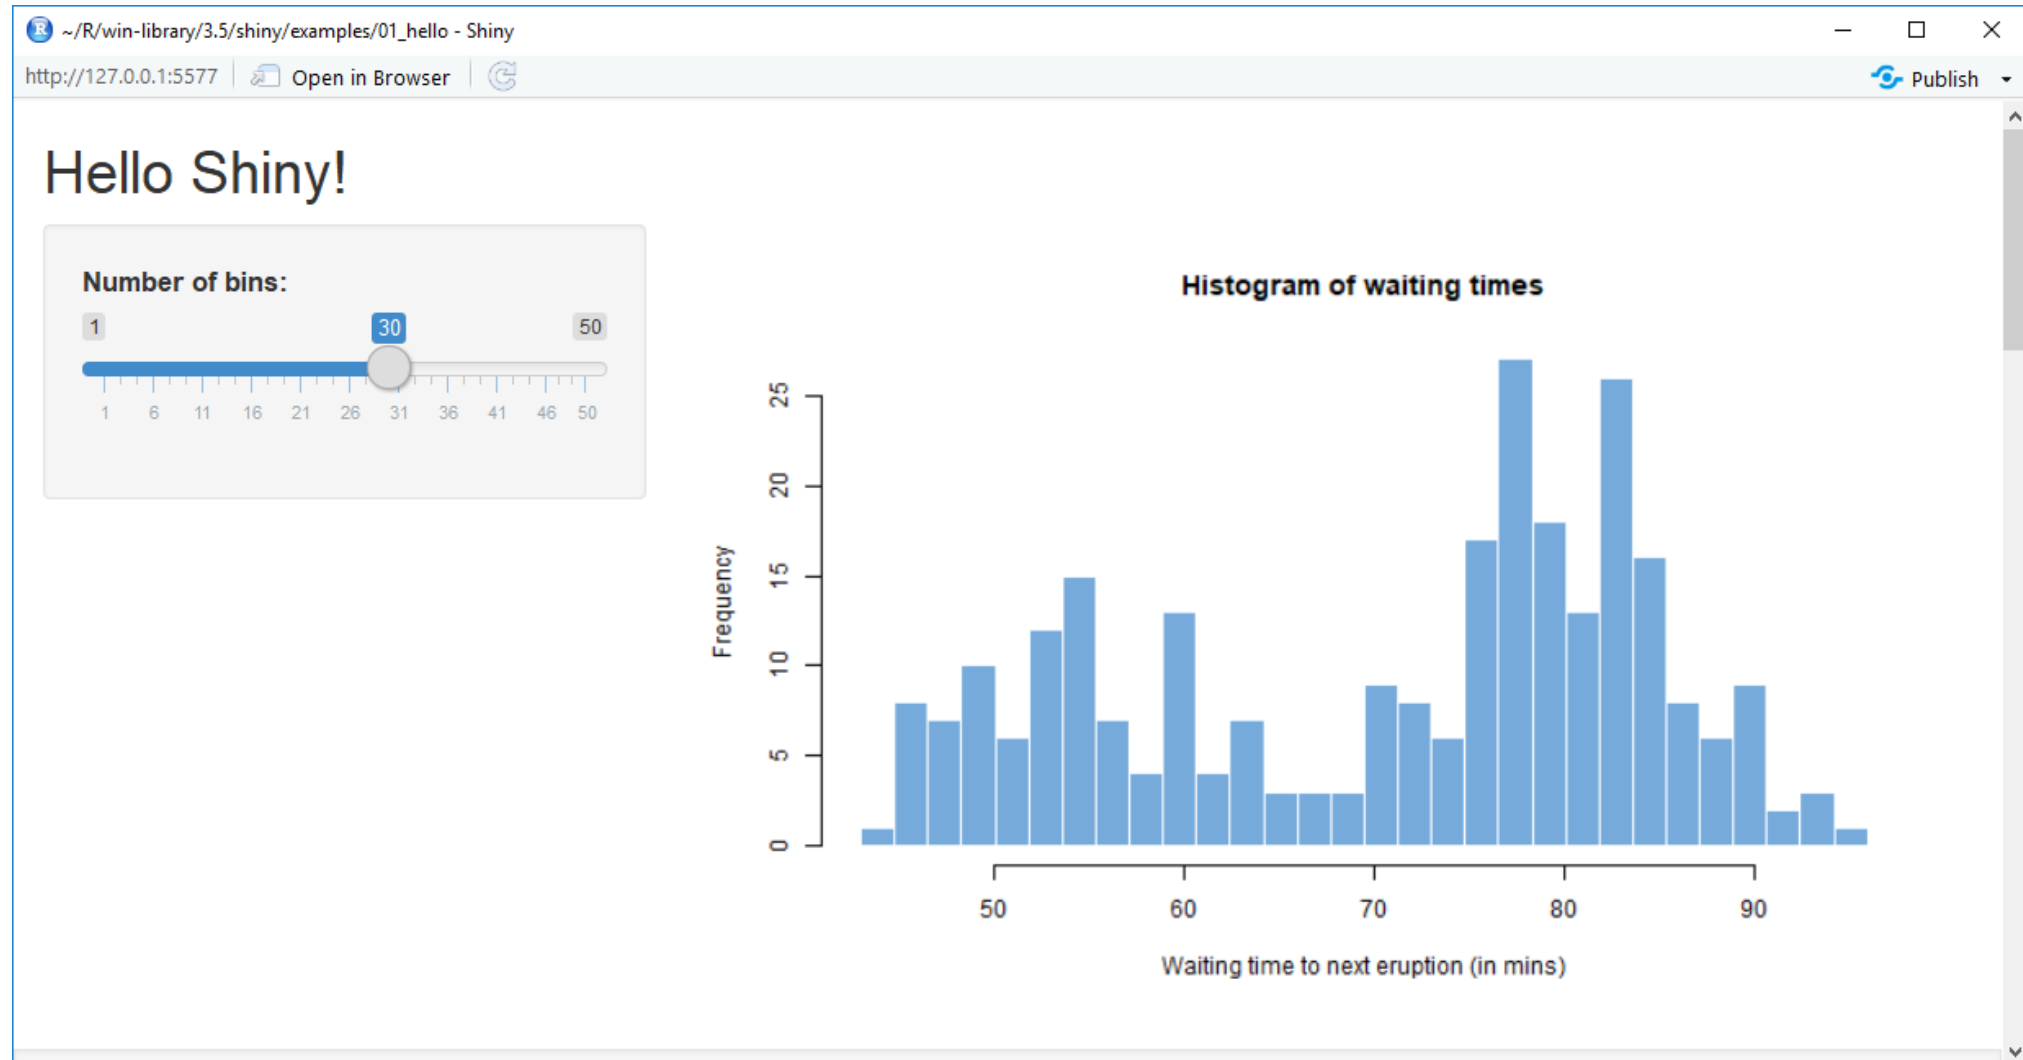 ~/R/win-library/3.5/shiny/examples/01_hello - Shiny
http://127.0.0.1:5577 Open in Browser Publish
Hello Shiny!
Number of bins:
1 30 50
1 6 11 16 21 26 31 36 41 46 50
Histogram of waiting times
Frequency
25
20
15
10
5
0
50 60 70 80 90
Waiting time to next eruption (in mins)